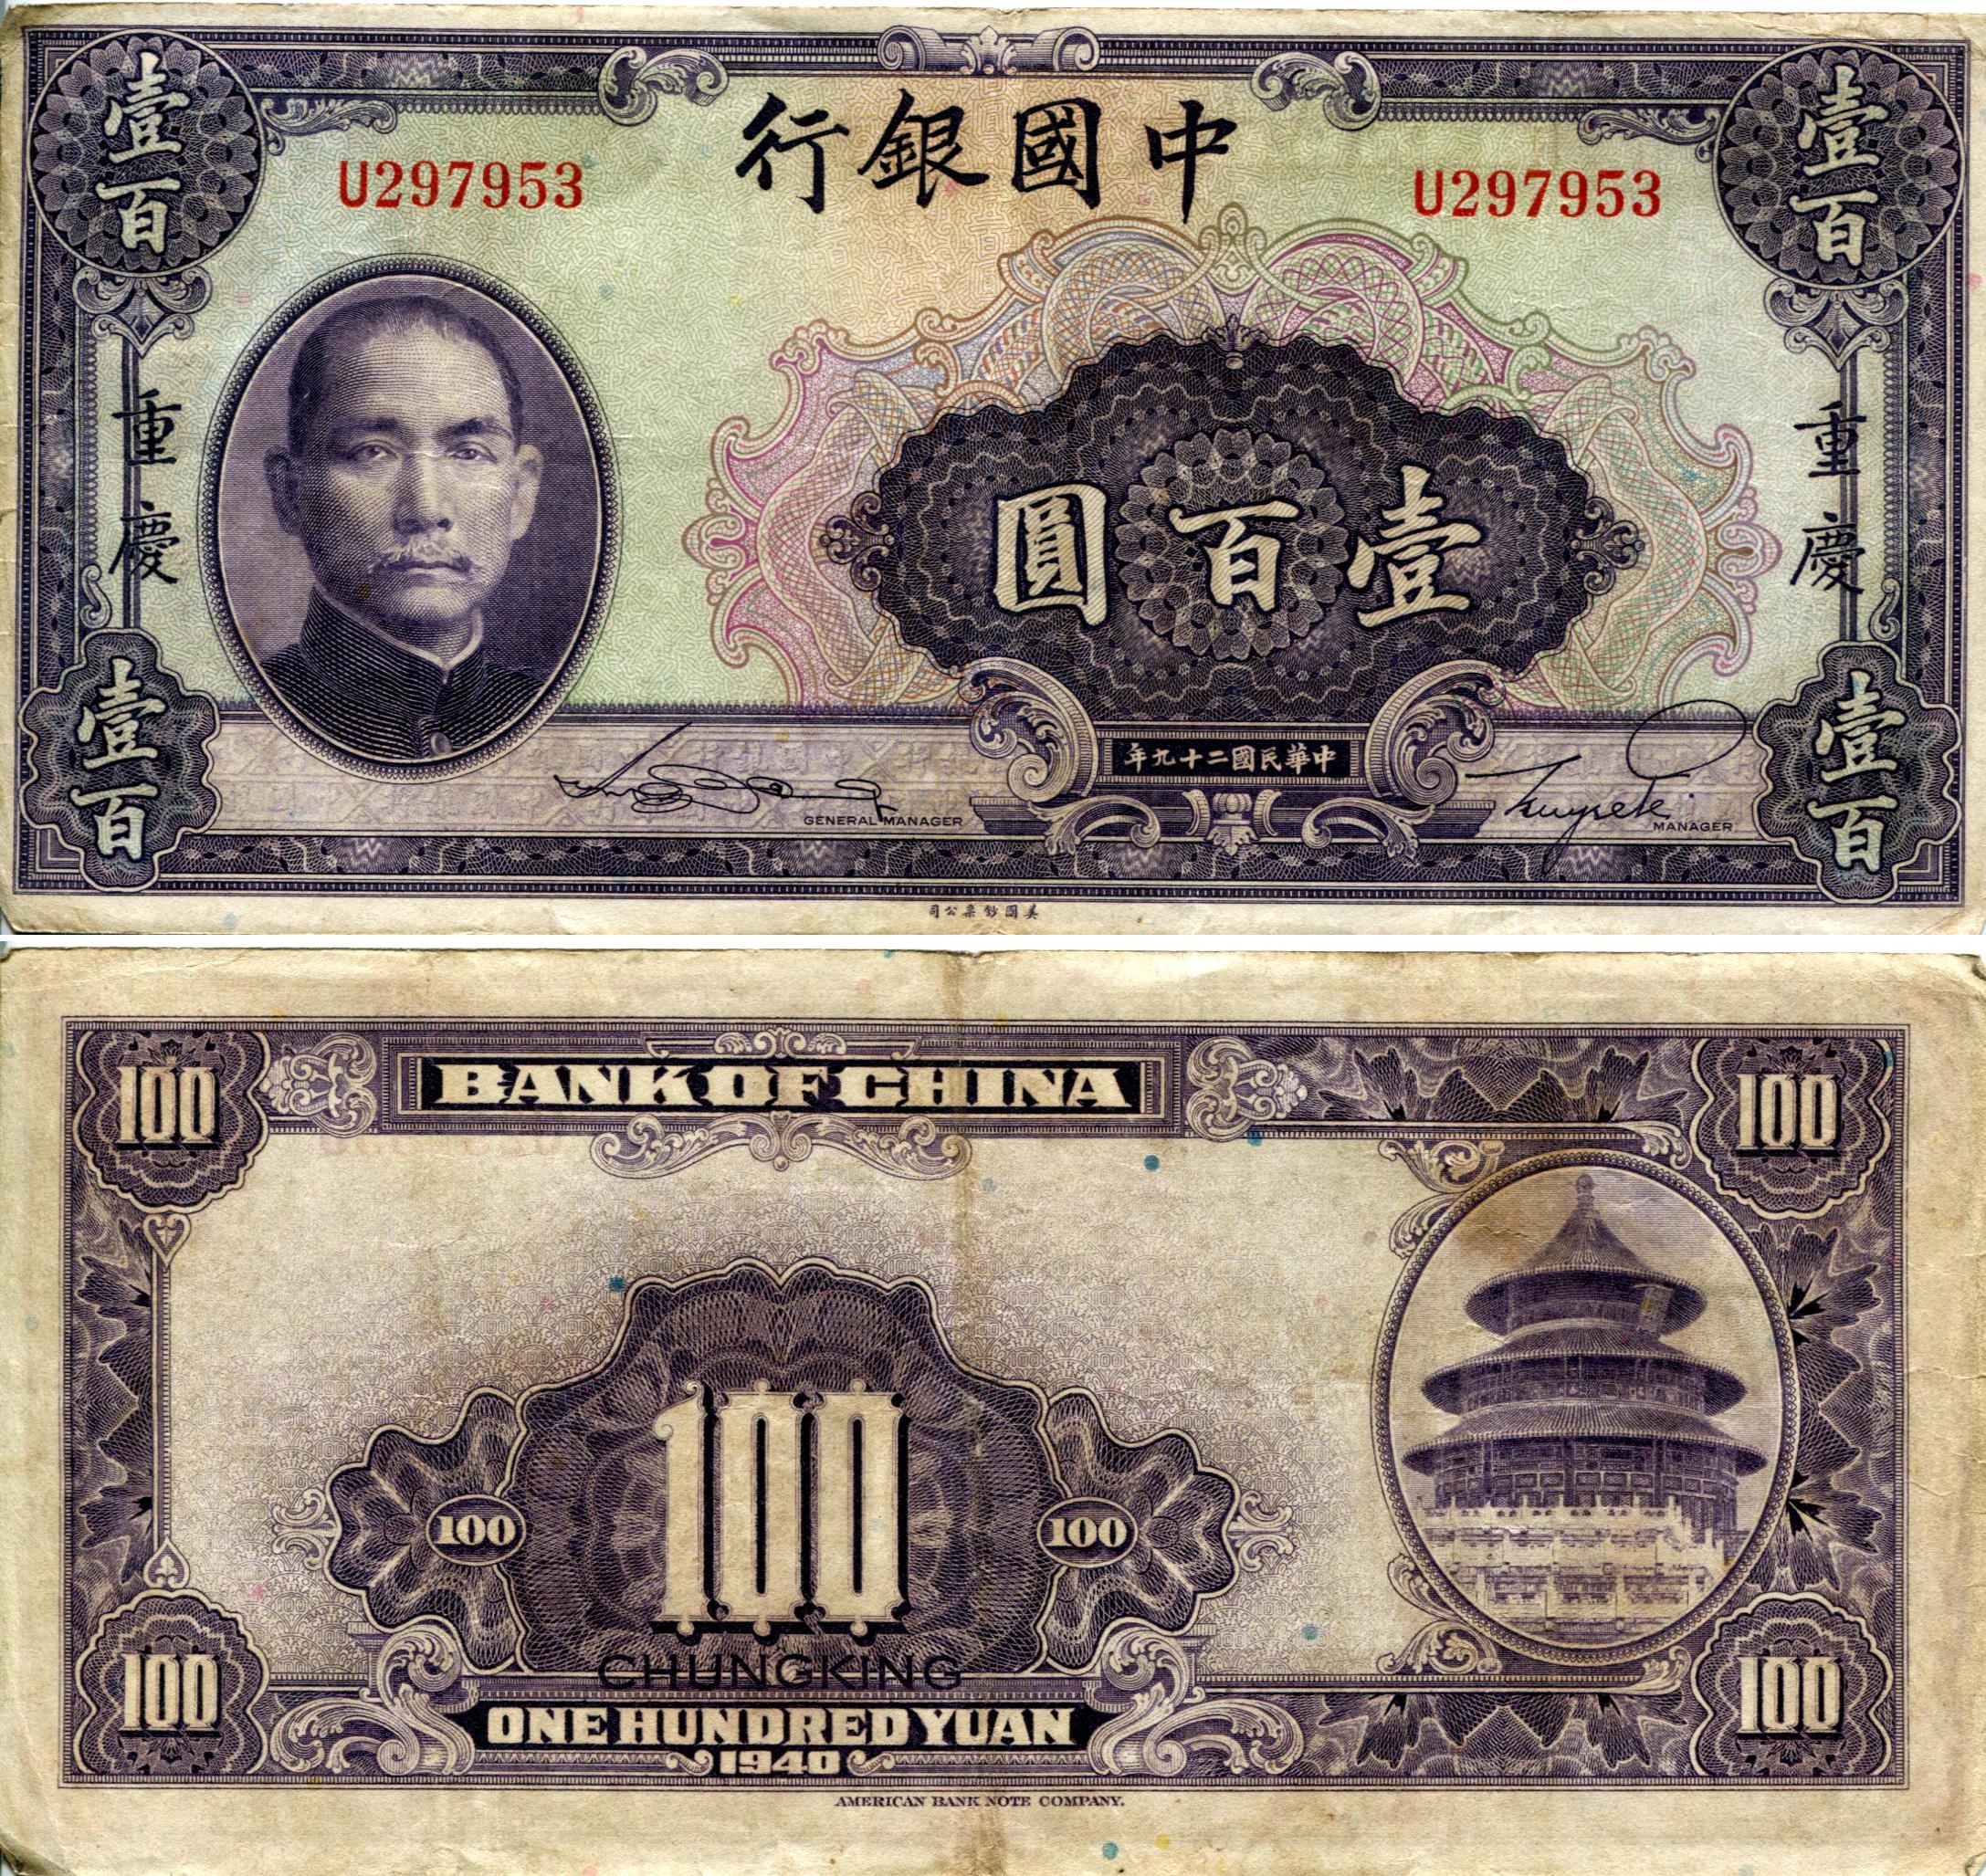 壹百
壹百
中國銀行
U297953
U297953
重慶
重慶
壹百圓
中華民國二十九年
GENERAL MANAGER
MANAGER
壹百
壹百
美國鈔票公司
100
BANK OF CHINA
100
100
100
100
CHUNGKING
100
ONE HUNDRED YUAN
100
1940
AMERICAN BANK NOTE COMPANY.